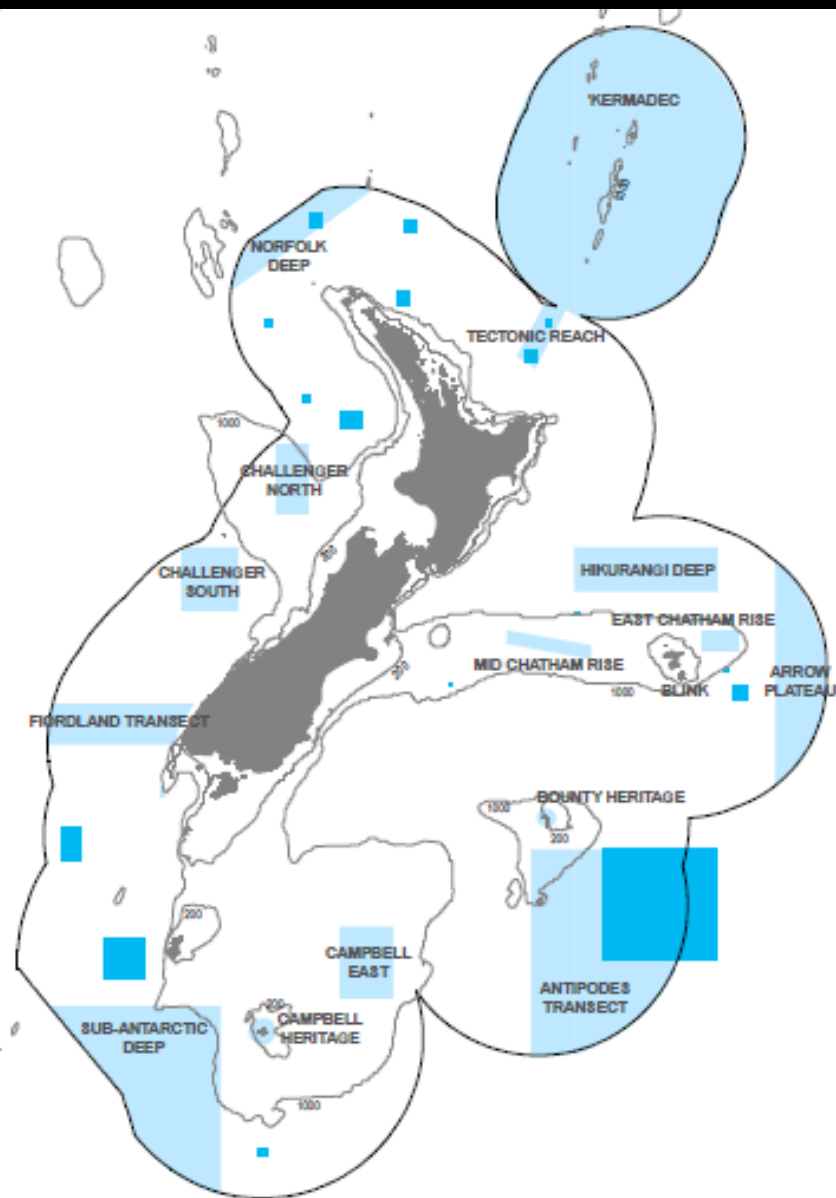 KERMADEC
NORFOLK
DEEP
TECTONIC REACH
1000
CHALLENGER
NORTH
200
CHALLENGER
SOUTH
HIKURANGI DEEP
EAST CHATHAM RISE
MID CHATHAM RISE
200
1000
BLINK
ARROW
PLATEAU
FIORDLAND TRANSECT
BOUNTY HERITAGE
1000
200
200
CAMPBELL
EAST
ANTIPODES
TRANSECT
SUB-ANTARCTIC
DEEP
200
CAMPBELL
HERITAGE
1000